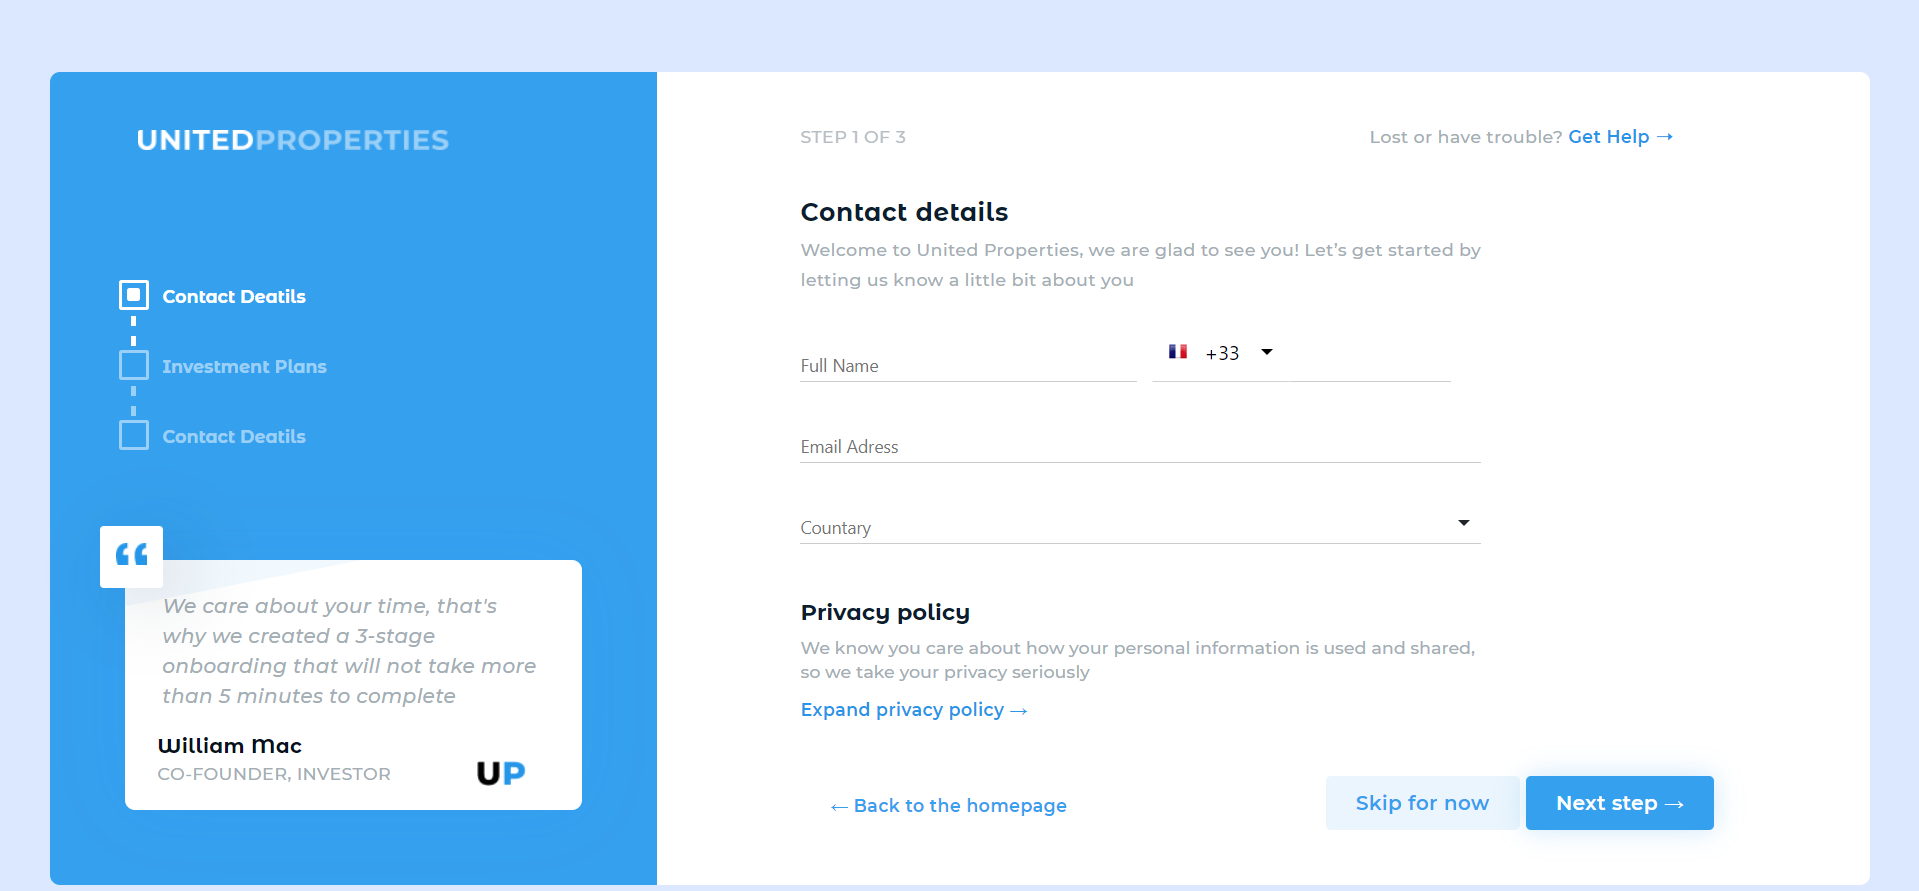 UNITEDPROPERTIES
Contact Deatils
Investment Plans
Contact Deatils
“
We care about your time, that's
why we created a 3-stage
onboarding that will not take more
than 5 minutes to complete
William Mac
CO-FOUNDER, INVESTOR
UP
STEP 1 OF 3
Lost or have trouble? Get Help →
Contact details
Welcome to United Properties, we are glad to see you! Let’s get started by
letting us know a little bit about you
Full Name
+33
Email Adress
Countary
Privacy policy
We know you care about how your personal information is used and shared,
so we take your privacy seriously
Expand privacy policy →
← Back to the homepage
Skip for now
Next step →